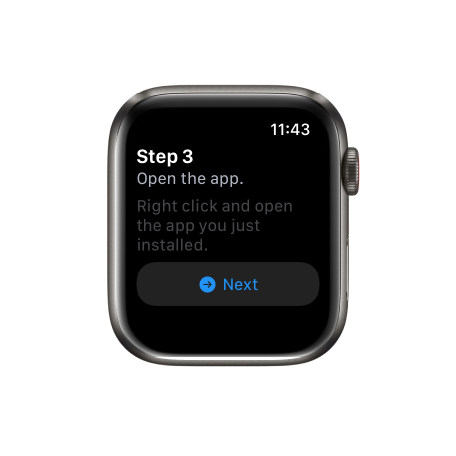 11:43
Step 3
Open the app.
Right click and open
the app you just
installed.
Next